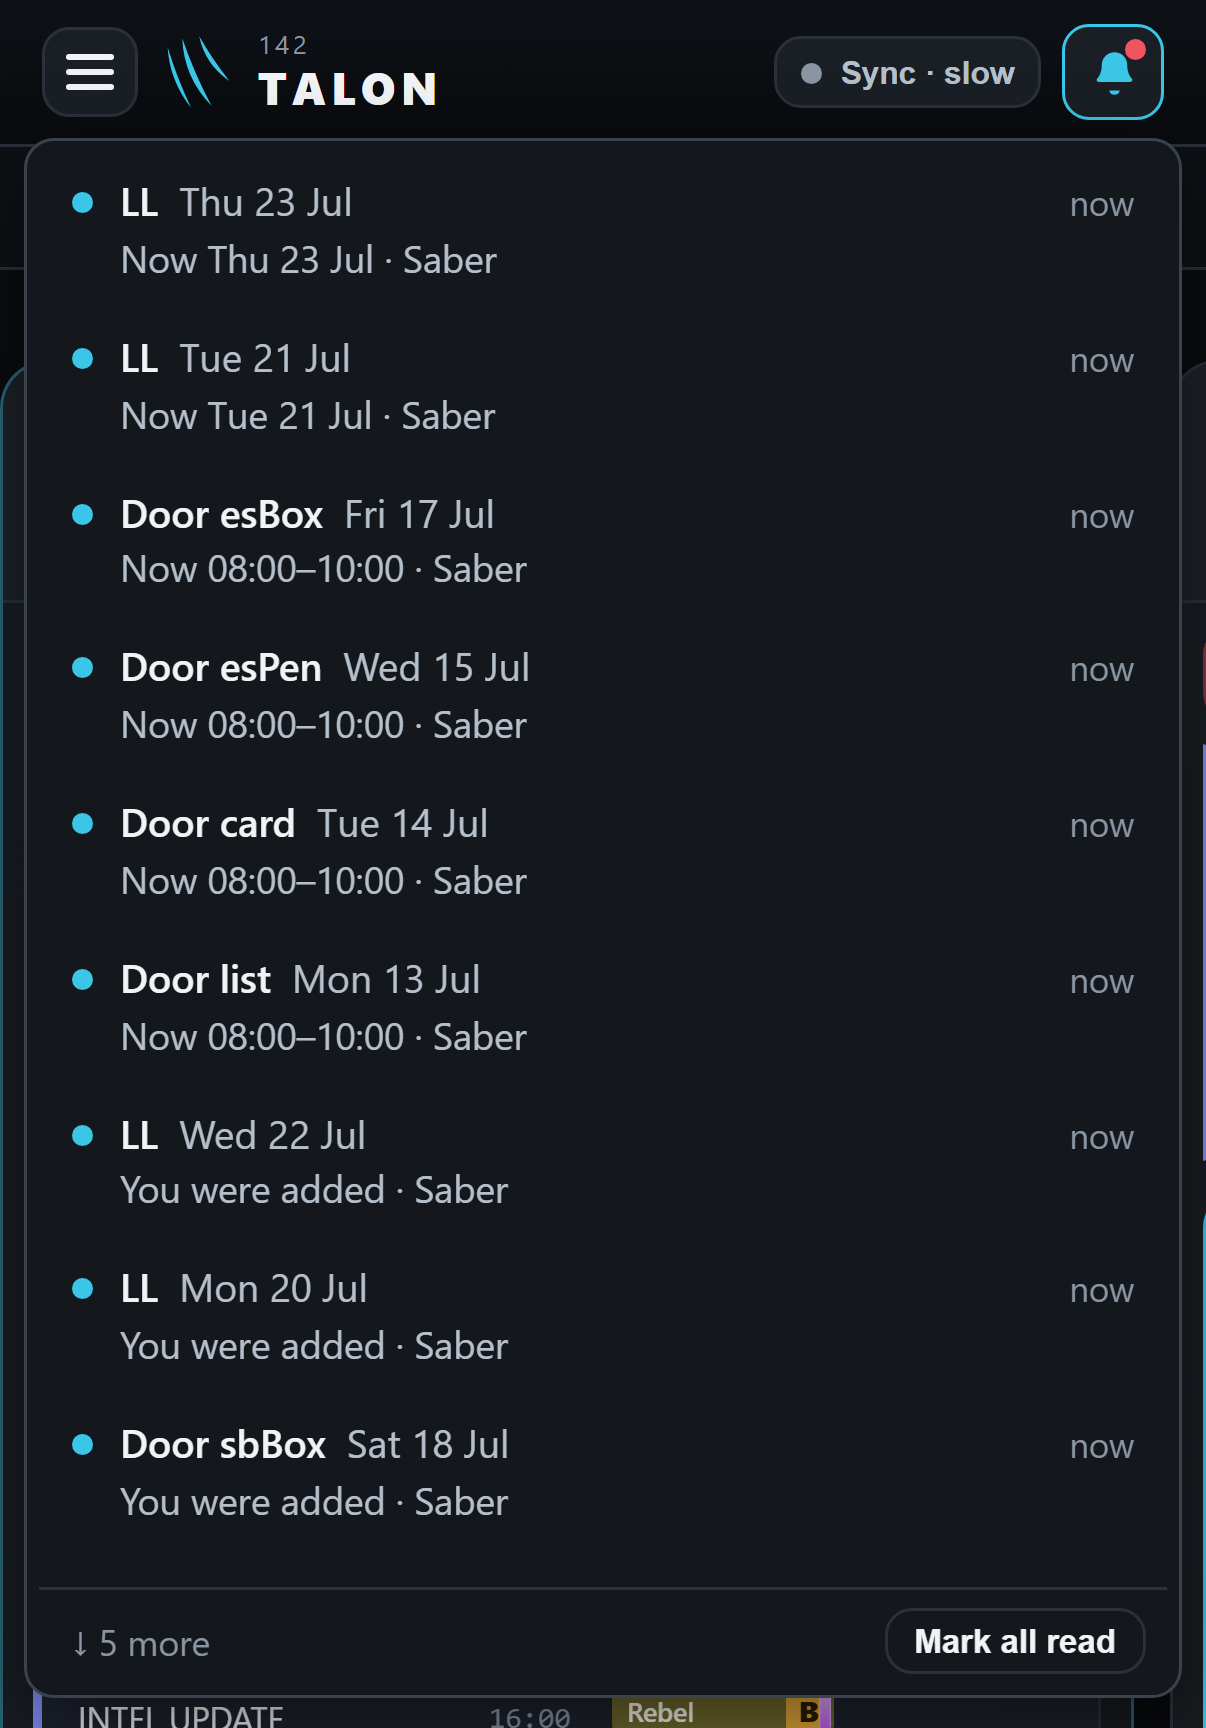 142
TALON
Sync · slow
LL Thu 23 Jul now
Now Thu 23 Jul · Saber
LL Tue 21 Jul now
Now Tue 21 Jul · Saber
Door esBox Fri 17 Jul now
Now 08:00–10:00 · Saber
Door esPen Wed 15 Jul now
Now 08:00–10:00 · Saber
Door card Tue 14 Jul now
Now 08:00–10:00 · Saber
Door list Mon 13 Jul now
Now 08:00–10:00 · Saber
LL Wed 22 Jul now
You were added · Saber
LL Mon 20 Jul now
You were added · Saber
Door sbBox Sat 18 Jul now
You were added · Saber
↓ 5 more Mark all read
INTEL UPDATE 16:00 Rebel B